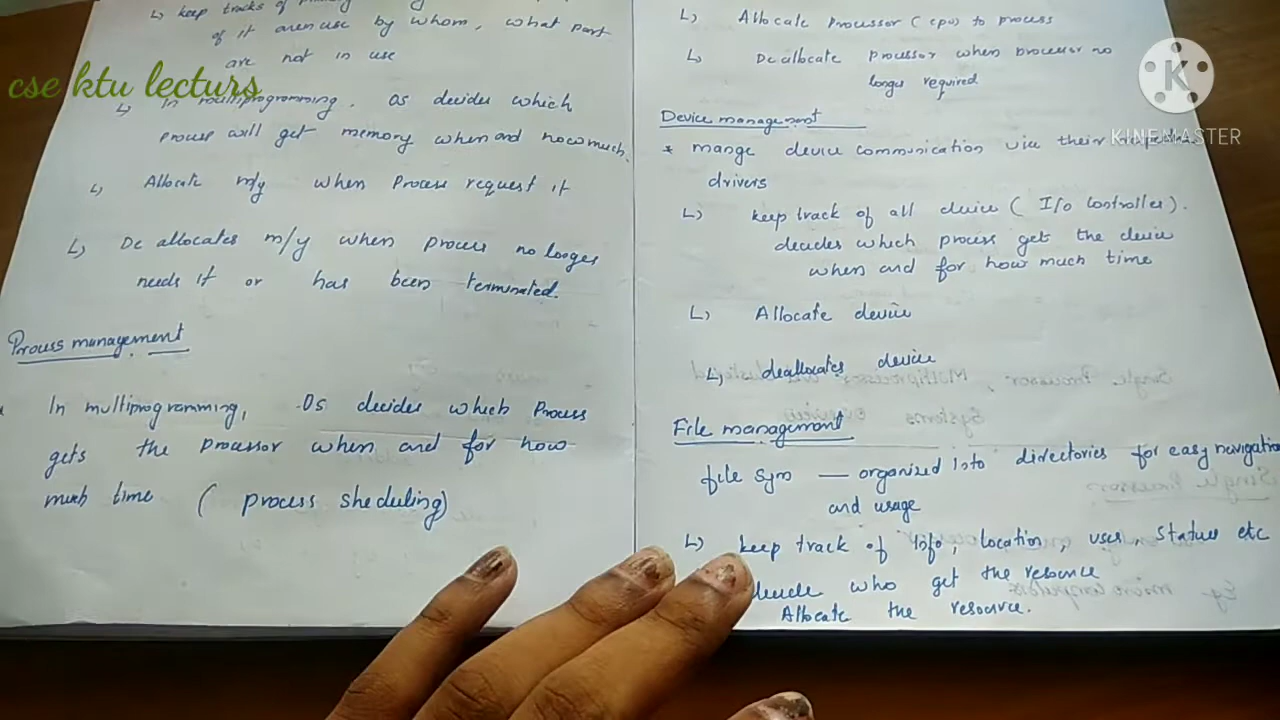 ↳ keep tracks of
of it are use by whom, what part
are not in use
cse ktu lecturs
↳ In multiprogramming, OS decides which
process will get memory when and how much.
↳ Allocate m/y when Process request it
↳ De allocates m/y when process no longer
needs it or has been terminated.
Process management
* In multiprogramming, Os decides which Process
gets the processor when and for how
much time (process sheduling)
↳ Allocate Processor (cpu) to process
↳ Deallocate processor when processor no
longer required
Device management
* mange device communication via their
drivers
↳ keep track of all device (I/o controller).
decides which process get the device
when and for how much time
↳ Allocate device
↳ deallocates device
File management
file sym — organized into directories for easy navigation
and usage
↳ keep track of Info, location, uses, status etc
decide who get the resource
Allocate the resource.
K
KINEMASTER